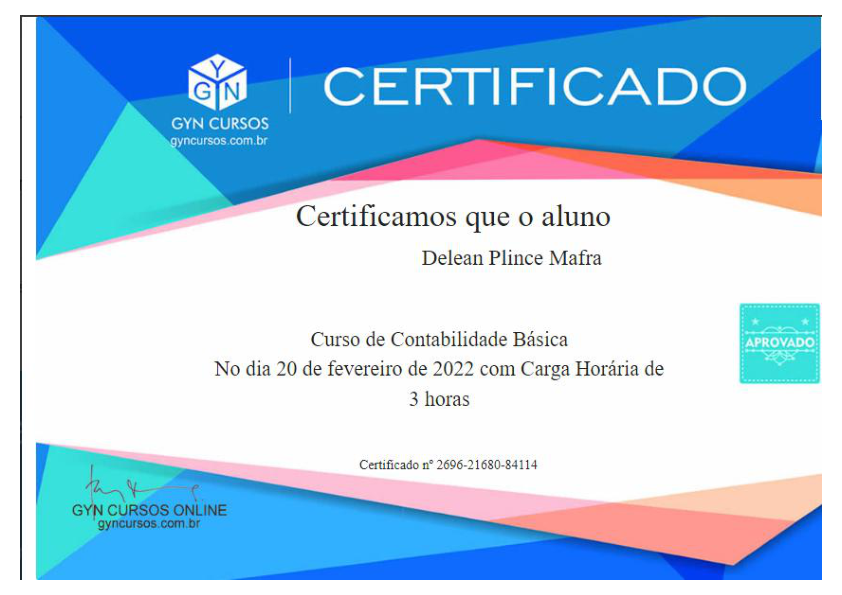 Y
G N
GYN CURSOS
gyncursos.com.br
CERTIFICADO
Certificamos que o aluno
Delean Plince Mafra
Curso de Contabilidade Básica
No dia 20 de fevereiro de 2022 com Carga Horária de
3 horas
APROVADO
Certificado nº 2696-21680-84114
GYN CURSOS ONLINE
gyncursos.com.br